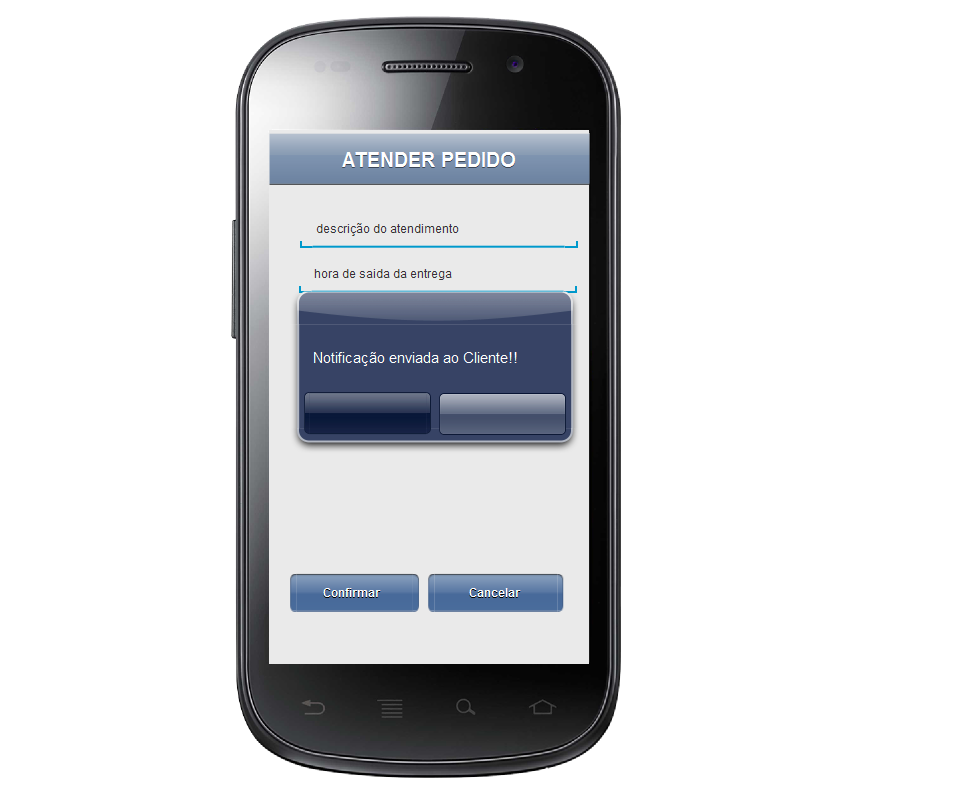 ATENDER PEDIDO
descrição do atendimento
hora de saida da entrega
Notificação enviada ao Cliente!!
Confirmar
Cancelar